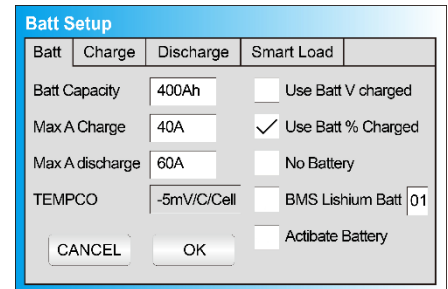 Batt Setup
Batt Charge Discharge Smart Load
Batt Capacity 400Ah Use Batt V charged
Max A Charge 40A Use Batt % Charged
Max A discharge 60A No Battery
TEMPCO -5mV/C/Cell BMS Lishium Batt 01
Actibate Battery
CANCEL OK